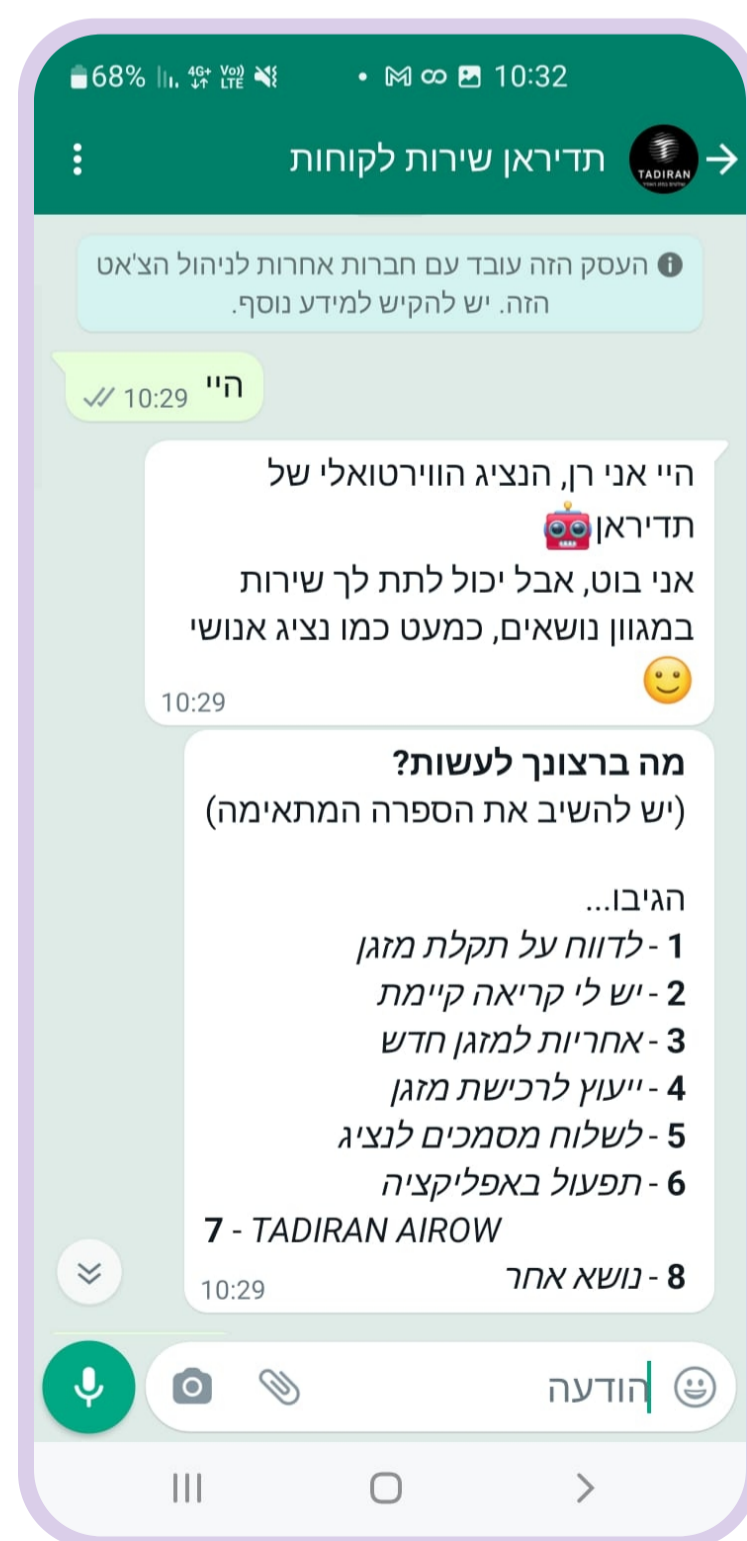 68% 4G+ Vo)) LTE 10:32
תדיראן שירות לקוחות
TADIRAN
העסק הזה עובד עם חברות אחרות לניהול הצ'אט
הזה. יש להקיש למידע נוסף.
היי
10:29
היי אני רן, הנציג הווירטואלי של
תדיראן🤖
אני בוט, אבל יכול לתת לך שירות
במגוון נושאים, כמעט כמו נציג אנושי
🙂
10:29
מה ברצונך לעשות?
(יש להשיב את הספרה המתאימה)
הגיבו...
1 - לדווח על תקלת מזגן
2 - יש לי קריאה קיימת
3 - אחריות למזגן חדש
4 - ייעוץ לרכישת מזגן
5 - לשלוח מסמכים לנציג
6 - תפעול באפליקציה
7 - TADIRAN AIROW
8 - נושא אחר
10:29
הודעה